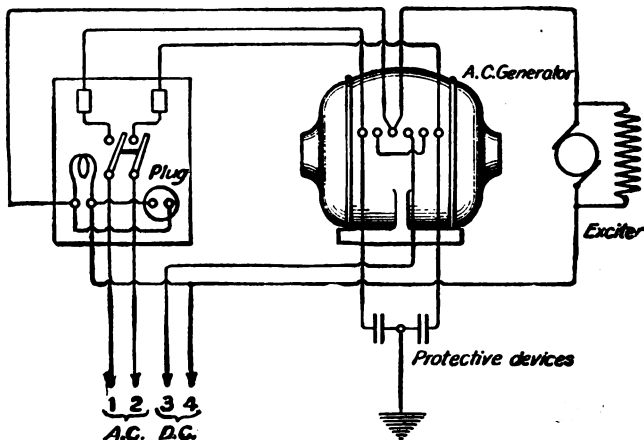 A.C. Generator
Plug
Exciter
Protective devices
1 2 3 4
A.C. D.C.